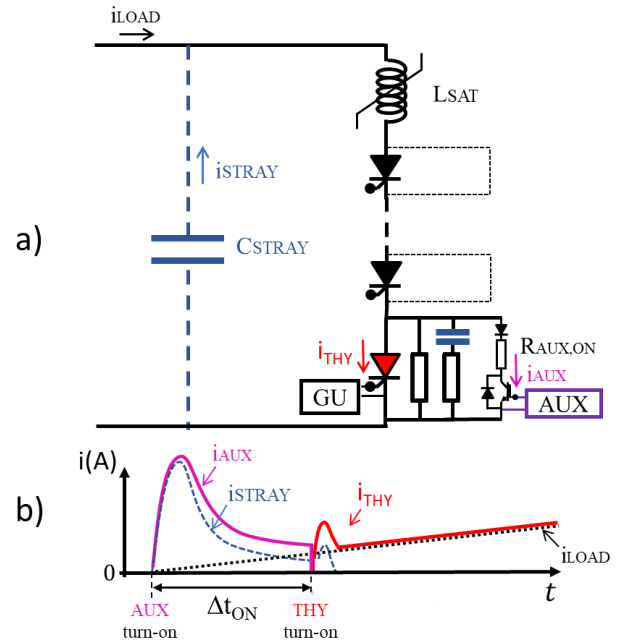 iLOAD
LSAT
iSTRAY
CSTRAY
a)
iTHY
RAUX,ON
iAUX
GU
AUX
i(A)
b)
iAUX
iSTRAY
iTHY
iLOAD
0
t
AUX
turn-on
ΔtON
THY
turn-on